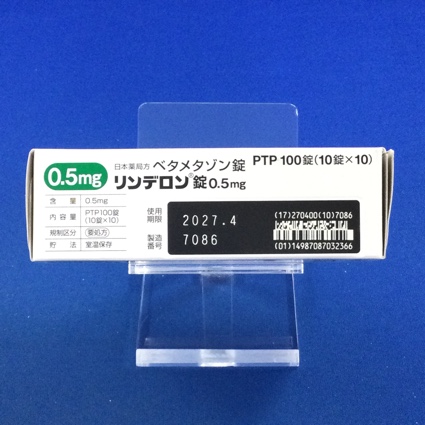 0.5mg
日本薬局方 ベタメタゾン錠
リンデロン®錠0.5mg
PTP 100錠(10錠×10)
含量 0.5mg
内容量 PTP100錠
(10錠×10)
規制区分 要処方
貯法 室温保存
使用
期限 2027.4
製造
番号 7086
(17)270400(10)7086
(01)14987087032366